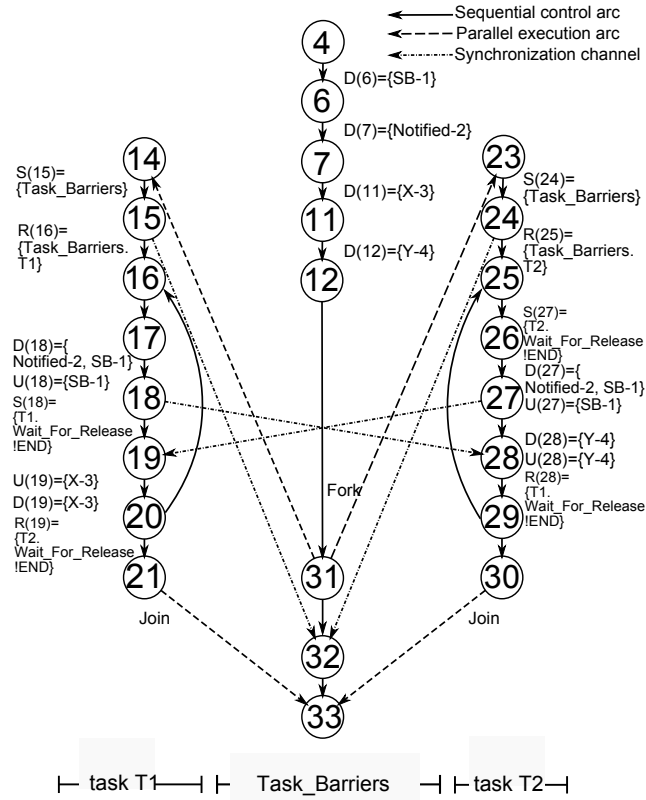 Sequential control arc
Parallel execution arc
Synchronization channel
4
D(6)={SB-1}
6
D(7)={Notified-2}
7
D(11)={X-3}
11
D(12)={Y-4}
12
Fork
31
32
33
14
S(15)=
{Task_Barriers}
15
R(16)=
{Task_Barriers.
T1}
16
17
D(18)={
Notified-2, SB-1}
U(18)={SB-1}
18
S(18)=
{T1.
Wait_For_Release
!END}
19
U(19)={X-3}
D(19)={X-3}
20
R(19)=
{T2.
Wait_For_Release
!END}
21
Join
23
S(24)=
{Task_Barriers}
24
R(25)=
{Task_Barriers.
T2}
25
S(27)=
{T2.
Wait_For_Release
!END}
26
D(27)={
Notified-2, SB-1}
U(27)={SB-1}
27
D(28)={Y-4}
U(28)={Y-4}
28
R(28)=
{T1.
Wait_For_Release
!END}
29
30
Join
task T1
Task_Barriers
task T2